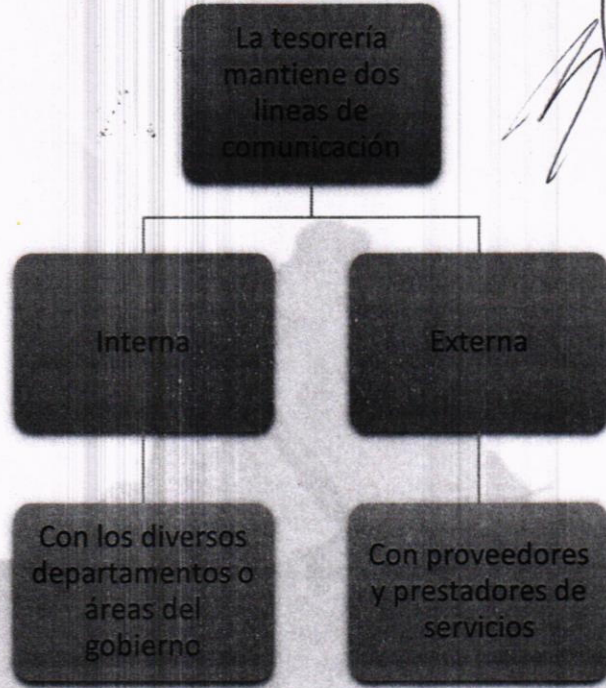 La tesorería
mantiene dos
lineas de
comunicación
Interna
Externa
Con los diversos
departamentos o
áreas del
gobierno
Con proveedores
y prestadores de
servicios